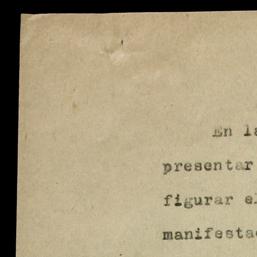 En la
presentar
figurar el
manifesta